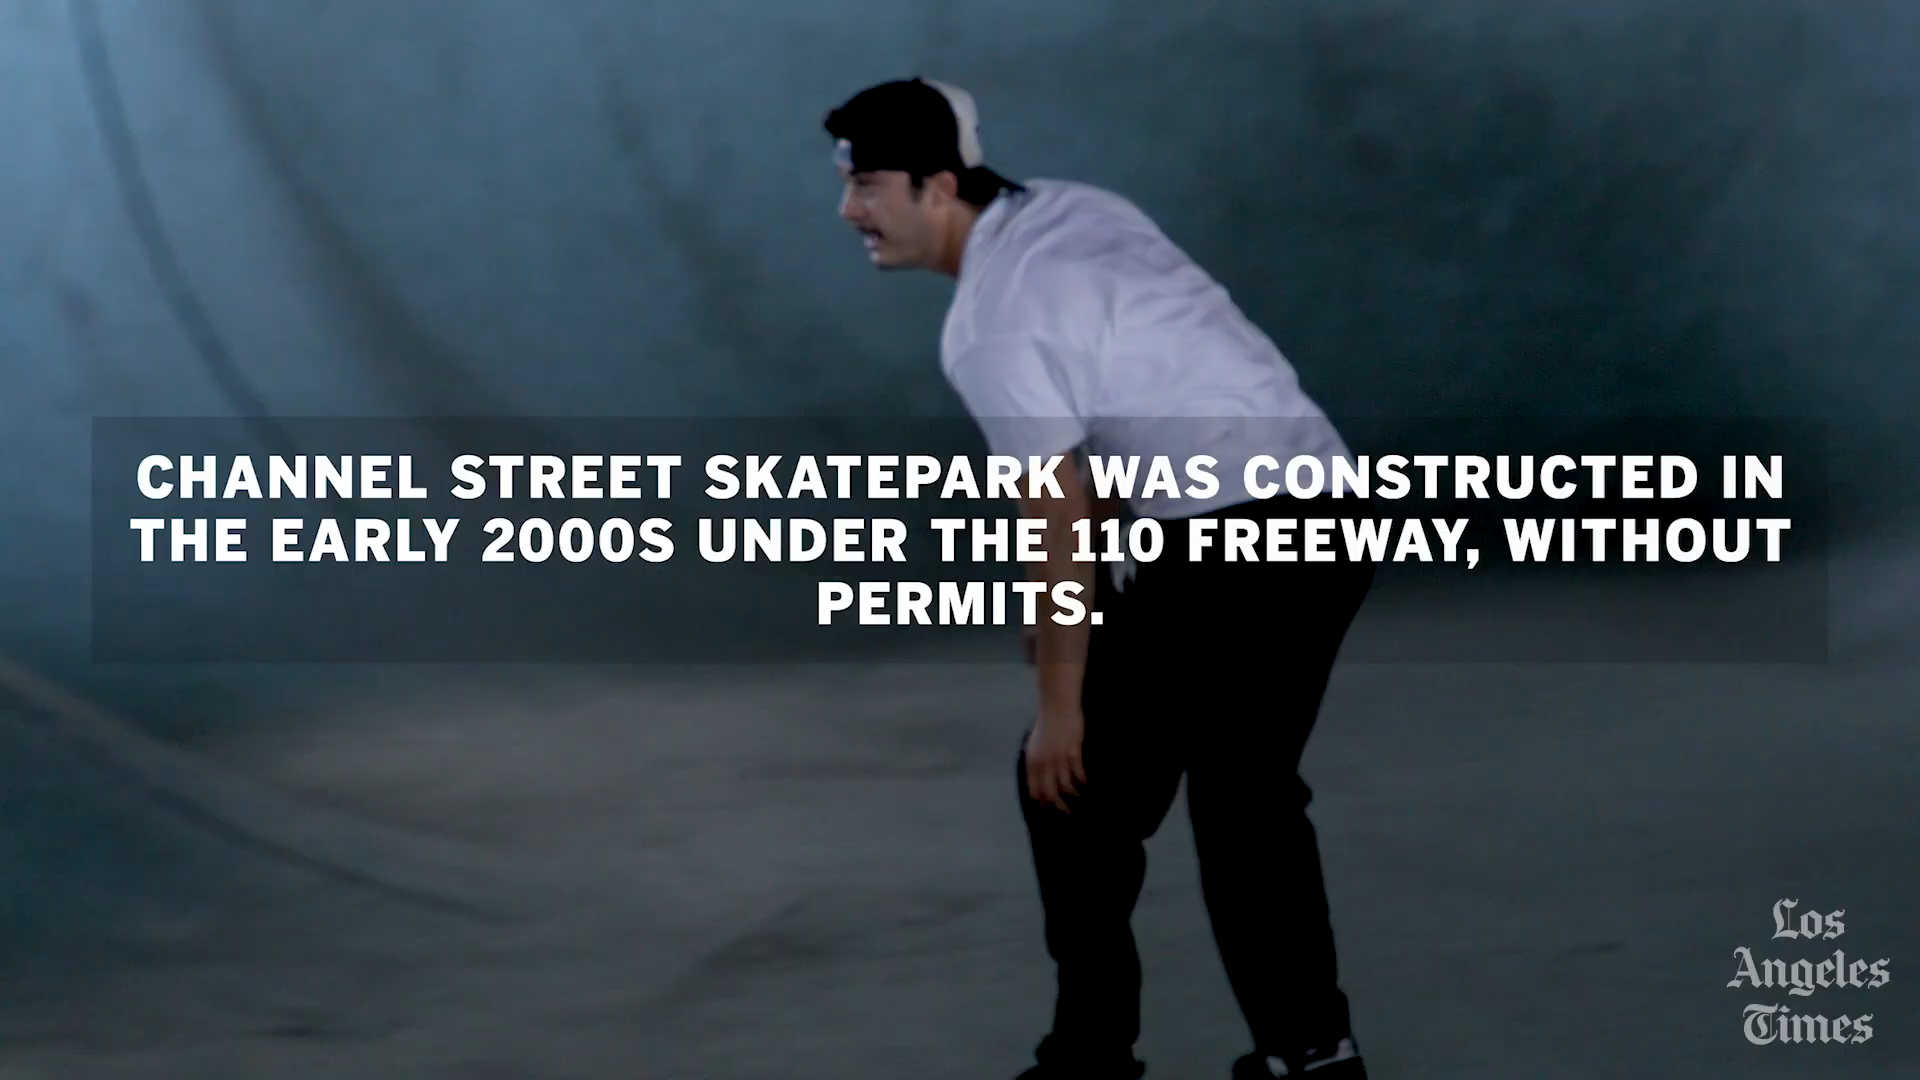 CHANNEL STREET SKATEPARK WAS CONSTRUCTED IN
THE EARLY 2000S UNDER THE 110 FREEWAY, WITHOUT
PERMITS.
Los
Angeles
Times